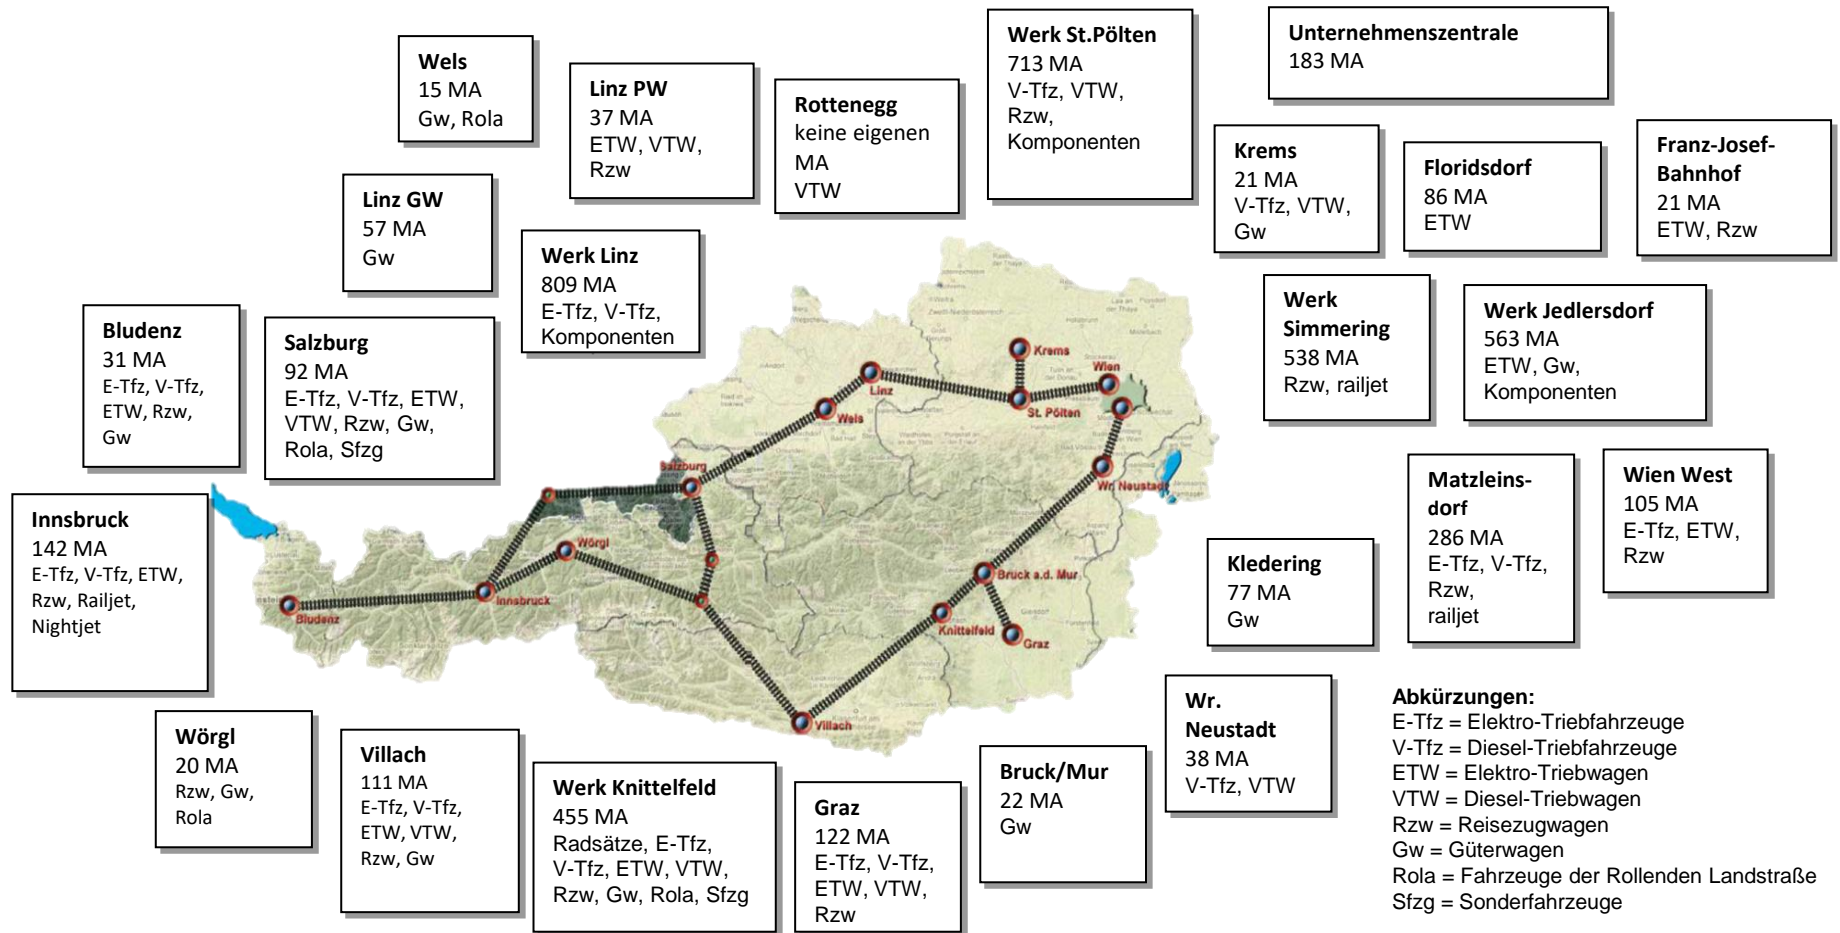 Wels
15 MA
Gw, Rola
Linz PW
37 MA
ETW, VTW,
Rzw
Rottenegg
keine eigenen
MA
VTW
Werk St.Pölten
713 MA
V-Tfz, VTW,
Rzw,
Komponenten
Unternehmenszentrale
183 MA
Krems
21 MA
V-Tfz, VTW,
Gw
Floridsdorf
86 MA
ETW
Franz-Josef-
Bahnhof
21 MA
ETW, Rzw
Linz GW
57 MA
Gw
Werk Linz
809 MA
E-Tfz, V-Tfz,
Komponenten
Werk
Simmering
538 MA
Rzw, railjet
Werk Jedlersdorf
563 MA
ETW, Gw,
Komponenten
Bludenz
31 MA
E-Tfz, V-Tfz,
ETW, Rzw,
Gw
Salzburg
92 MA
E-Tfz, V-Tfz, ETW,
VTW, Rzw, Gw,
Rola, Sfzg
Krems
Wien
Linz
St. Pölten
Wels
Salzburg
Wr. Neustadt
Wörgl
Innsbruck
Bludenz
Bruck a.d. Mur
Knittelfeld
Graz
Villach
Innsbruck
142 MA
E-Tfz, V-Tfz, ETW,
Rzw, Railjet,
Nightjet
Matzleins-
dorf
286 MA
E-Tfz, V-Tfz,
Rzw,
railjet
Wien West
105 MA
E-Tfz, ETW,
Rzw
Kledering
77 MA
Gw
Wr.
Neustadt
38 MA
V-Tfz, VTW
Wörgl
20 MA
Rzw, Gw,
Rola
Villach
111 MA
E-Tfz, V-Tfz,
ETW, VTW,
Rzw, Gw
Werk Knittelfeld
455 MA
Radsätze, E-Tfz,
V-Tfz, ETW, VTW,
Rzw, Gw, Rola, Sfzg
Graz
122 MA
E-Tfz, V-Tfz,
ETW, VTW,
Rzw
Bruck/Mur
22 MA
Gw
Abkürzungen:
E-Tfz = Elektro-Triebfahrzeuge
V-Tfz = Diesel-Triebfahrzeuge
ETW = Elektro-Triebwagen
VTW = Diesel-Triebwagen
Rzw = Reisezugwagen
Gw = Güterwagen
Rola = Fahrzeuge der Rollenden Landstraße
Sfzg = Sonderfahrzeuge